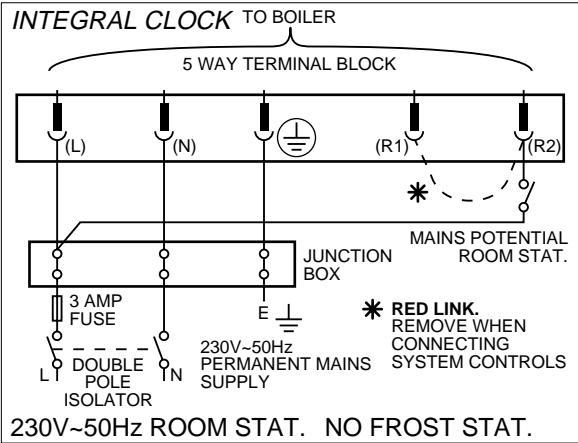 INTEGRAL CLOCK TO BOILER
5 WAY TERMINAL BLOCK
(L) (N) (R1) (R2)
✱
MAINS POTENTIAL
ROOM STAT.
JUNCTION
BOX
3 AMP
FUSE
E
✱ RED LINK.
REMOVE WHEN
CONNECTING
SYSTEM CONTROLS
230V~50Hz
PERMANENT MAINS
SUPPLY
L N
DOUBLE
POLE
ISOLATOR
230V~50Hz ROOM STAT. NO FROST STAT.